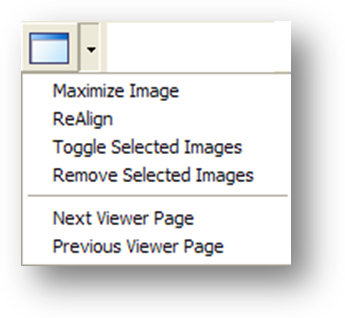 Maximize Image
ReAlign
Toggle Selected Images
Remove Selected Images
Next Viewer Page
Previous Viewer Page